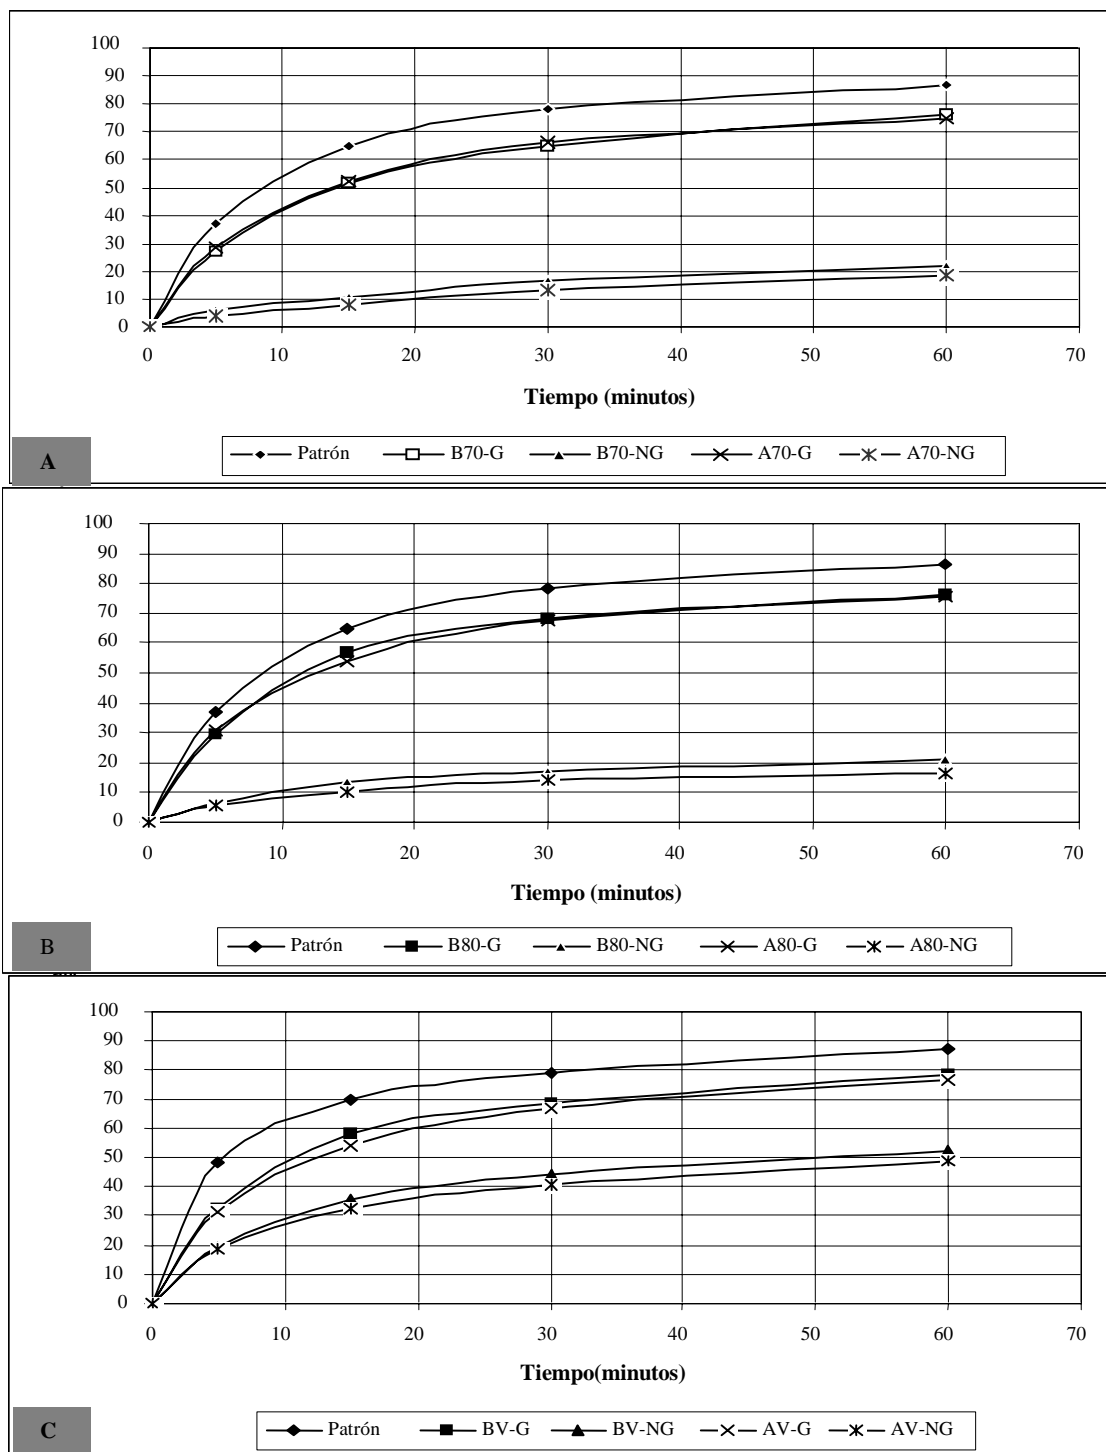 100
90
80
70
60
50
40
30
20
10
0
0 10 20 30 40 50 60 70
Tiempo (minutos)
A
Patrón B70-G B70-NG A70-G A70-NG
100
90
80
70
60
50
40
30
20
10
0
0 10 20 30 40 50 60 70
Tiempo (minutos)
B
Patrón B80-G B80-NG A80-G A80-NG
100
90
80
70
60
50
40
30
20
10
0
0 10 20 30 40 50 60 70
Tiempo(minutos)
C
Patrón BV-G BV-NG AV-G AV-NG